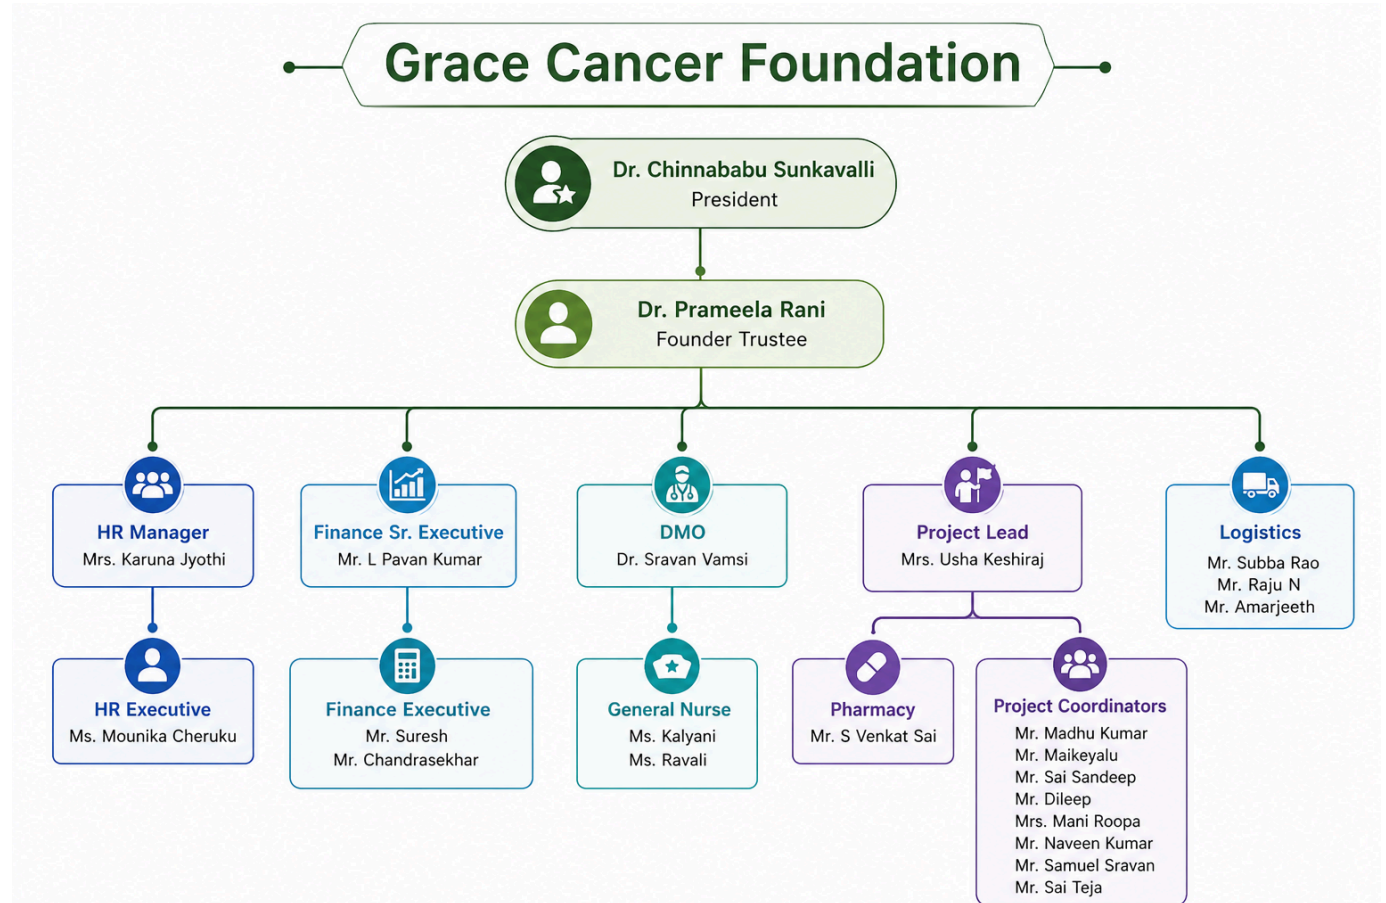 Grace Cancer Foundation
Dr. Chinnababu Sunkavalli
President
Dr. Prameela Rani
Founder Trustee
HR Manager
Mrs. Karuna Jyothi
Finance Sr. Executive
Mr. L Pavan Kumar
DMO
Dr. Sravan Vamsi
Project Lead
Mrs. Usha Keshiraj
Logistics
Mr. Subba Rao
Mr. Raju N
Mr. Amarjeeth
HR Executive
Ms. Mounika Cheruku
Finance Executive
Mr. Suresh
Mr. Chandrasekhar
General Nurse
Ms. Kalyani
Ms. Ravali
Pharmacy
Mr. S Venkat Sai
Project Coordinators
Mr. Madhu Kumar
Mr. Maikeyalu
Mr. Sai Sandeep
Mr. Dileep
Mrs. Mani Roopa
Mr. Naveen Kumar
Mr. Samuel Sravan
Mr. Sai Teja